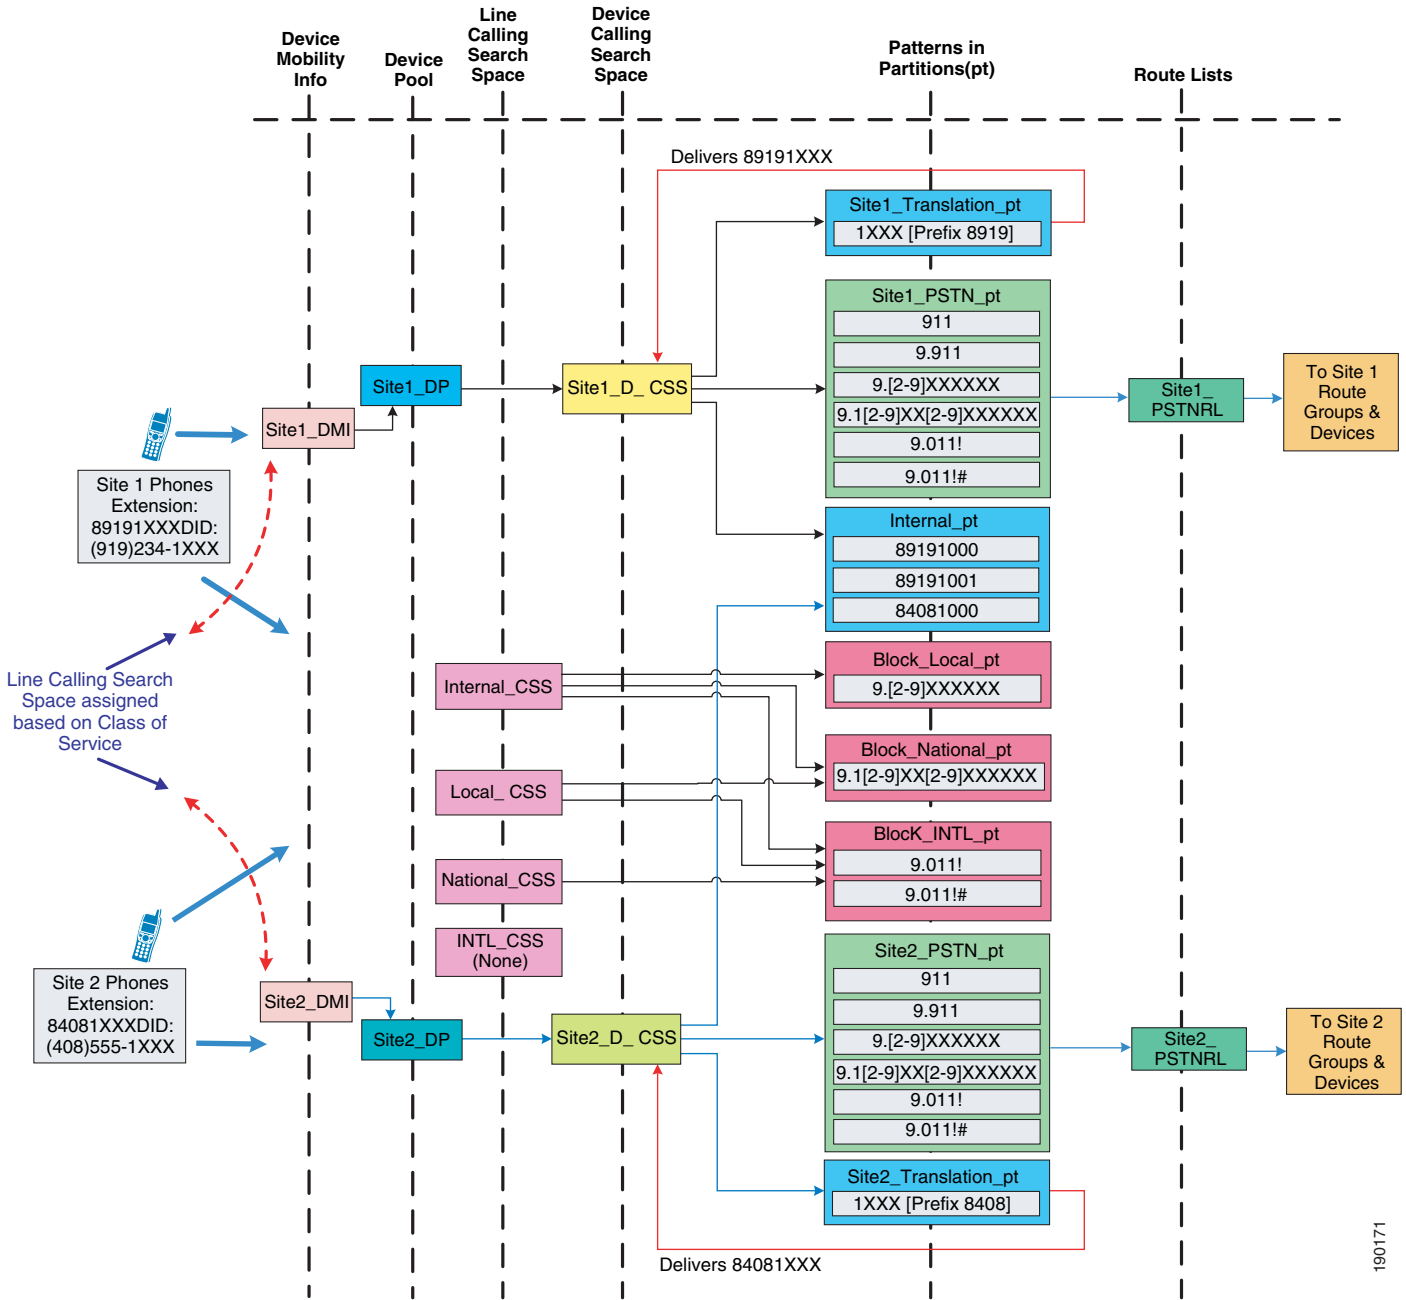 Device
Mobility
Info
Device
Pool
Line
Calling
Search
Space
Device
Calling
Search
Space
Patterns in
Partitions(pt)
Route Lists
Delivers 89191XXX
Site1_Translation_pt
1XXX [Prefix 8919]
Site1_PSTN_pt
911
9.911
9.[2-9]XXXXXX
9.1[2-9]XX[2-9]XXXXXX
9.011!
9.011!#
Site1_DMI
Site1_DP
Site1_D_ CSS
Site1_
PSTNRL
To Site 1
Route
Groups &
Devices
Site 1 Phones
Extension:
89191XXXDID:
(919)234-1XXX
Internal_pt
89191000
89191001
84081000
Line Calling Search
Space assigned
based on Class of
Service
Internal_CSS
Block_Local_pt
9.[2-9]XXXXXX
Block_National_pt
9.1[2-9]XX[2-9]XXXXXX
Local_ CSS
BlocK_INTL_pt
9.011!
9.011!#
National_CSS
INTL_CSS
(None)
Site 2 Phones
Extension:
84081XXXDID:
(408)555-1XXX
Site2_DMI
Site2_DP
Site2_D_ CSS
Site2_PSTN_pt
911
9.911
9.[2-9]XXXXXX
9.1[2-9]XX[2-9]XXXXXX
9.011!
9.011!#
Site2_
PSTNRL
To Site 2
Route
Groups &
Devices
Site2_Translation_pt
1XXX [Prefix 8408]
Delivers 84081XXX
190171